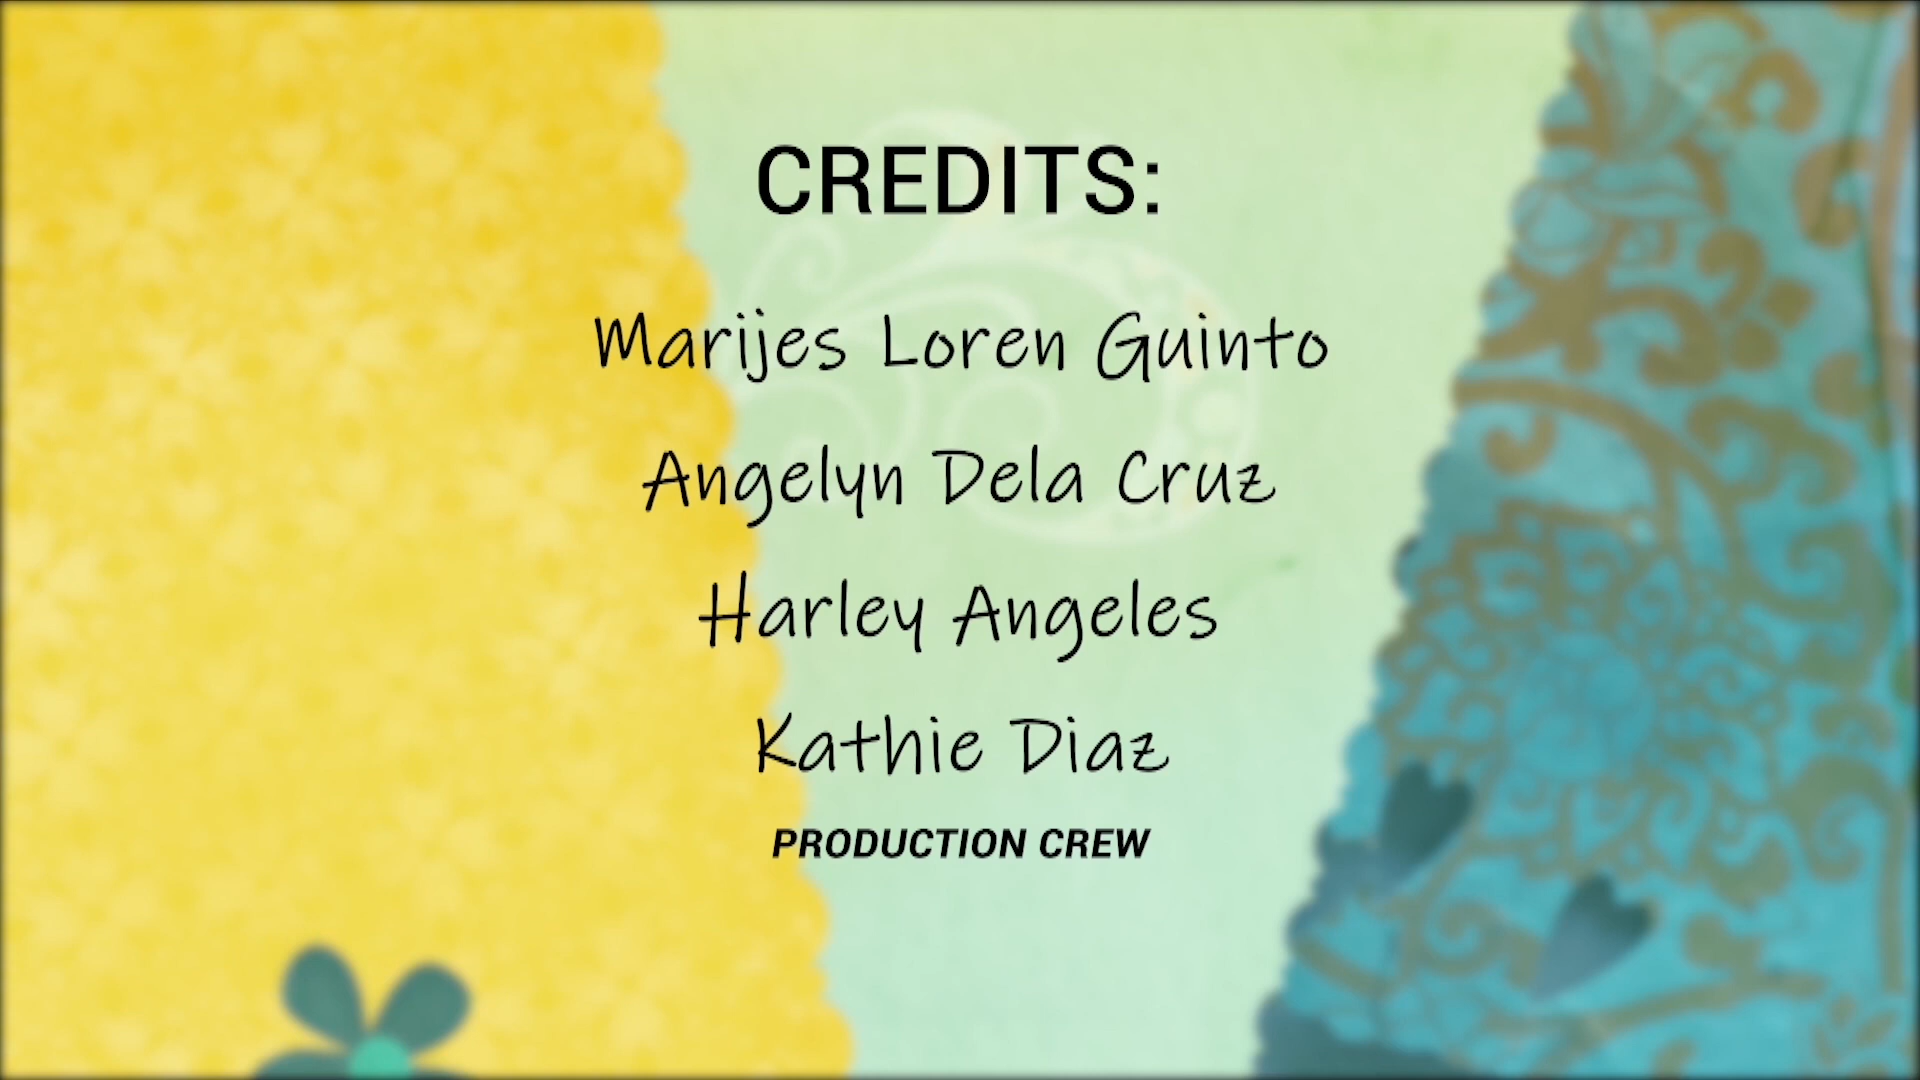 CREDITS:
Marijes Loren Guinto
Angelyn Dela Cruz
Harley Angeles
Kathie Diaz
PRODUCTION CREW